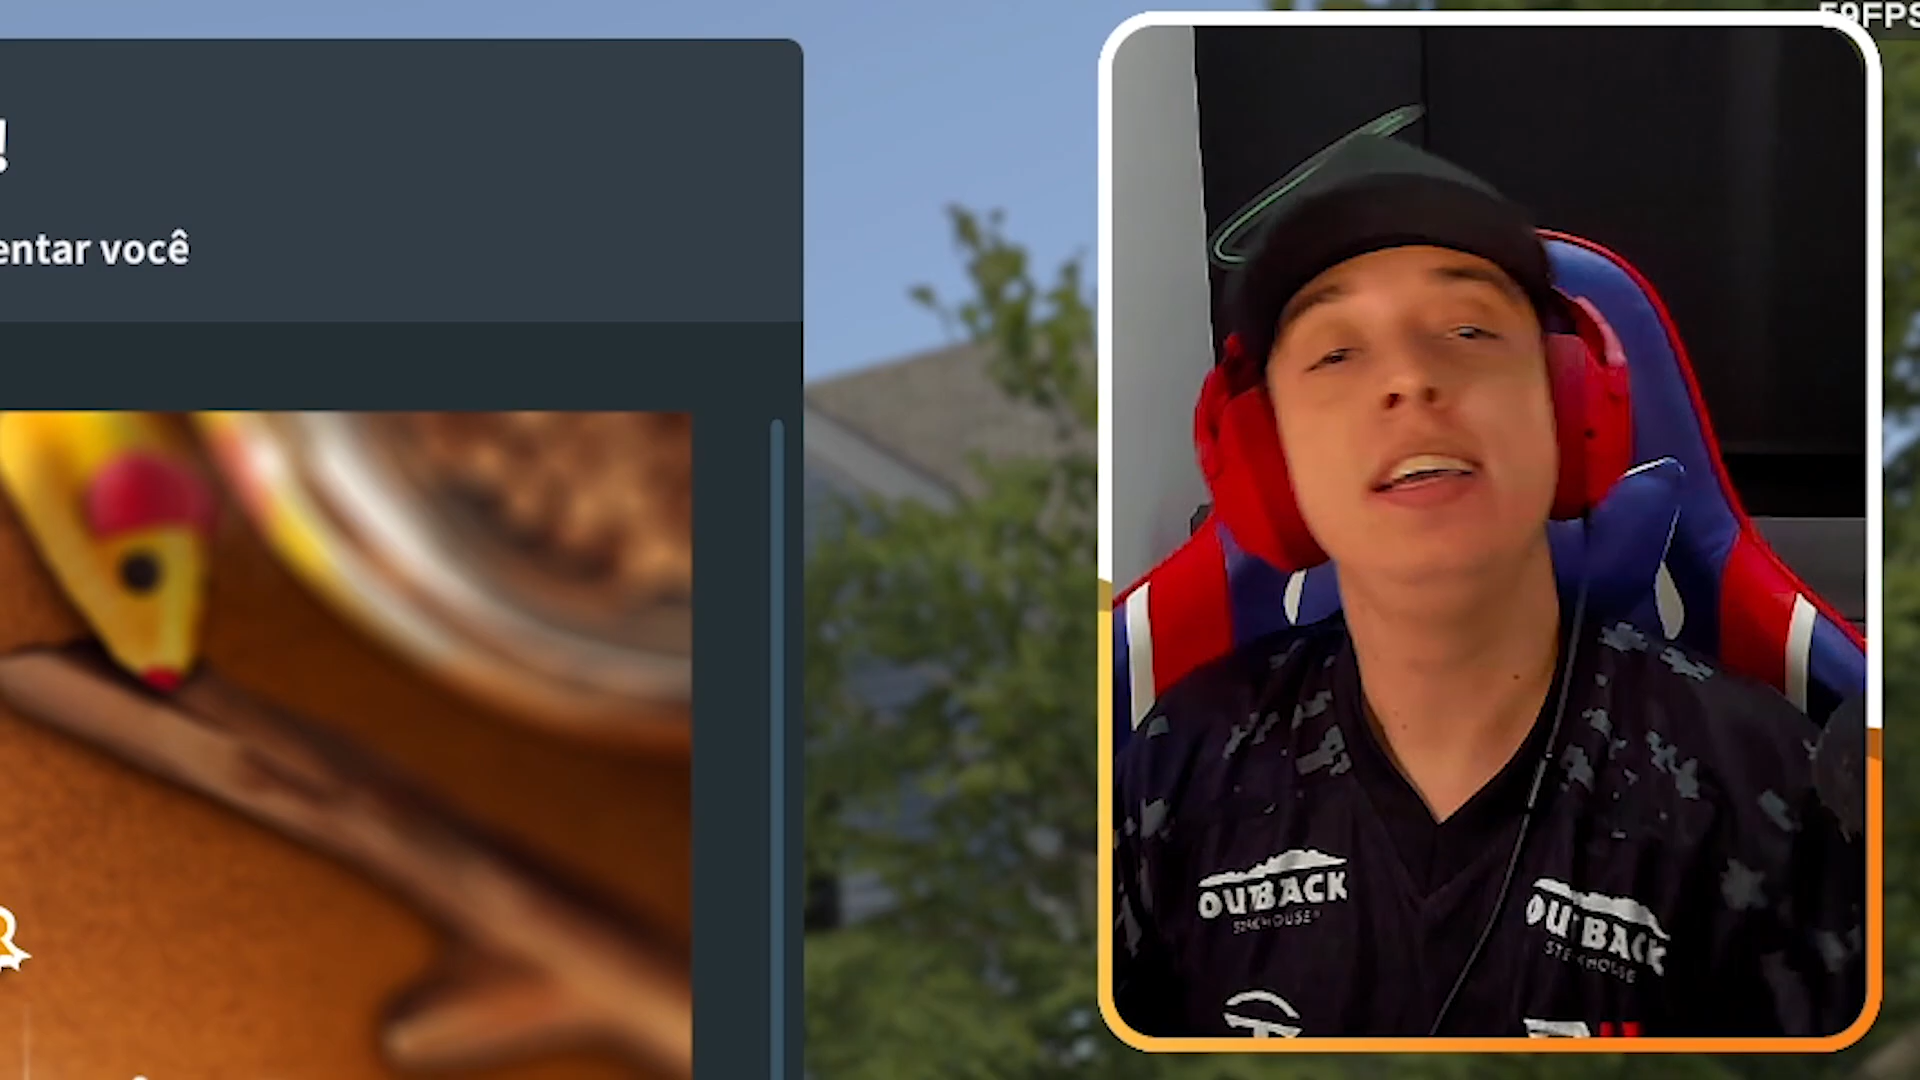 59FPS
!
entar você
OUTBACK
STEAKHOUSE
OUTBACK
STEAKHOUSE
R